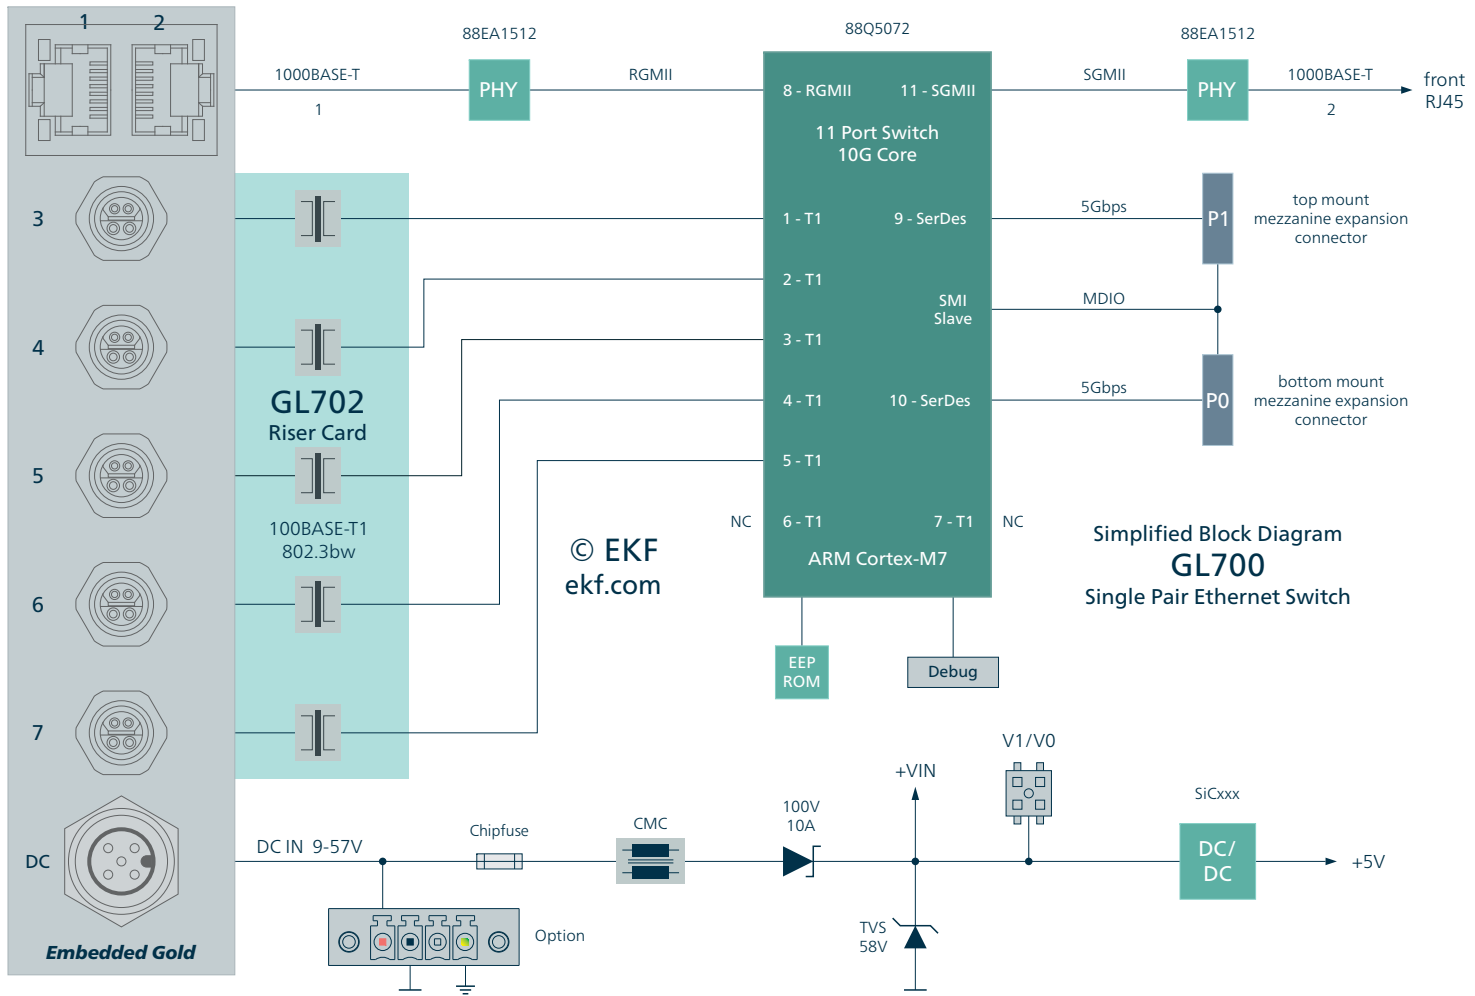 1 2
88EA1512
88Q5072
88EA1512
1000BASE-T
1
PHY
RGMII
8 - RGMII
11 - SGMII
SGMII
PHY
1000BASE-T
2
front
RJ45
11 Port Switch
10G Core
3
1 - T1
9 - SerDes
5Gbps
P1
top mount
mezzanine expansion
connector
2 - T1
SMI
Slave
MDIO
4
3 - T1
GL702
Riser Card
4 - T1
10 - SerDes
5Gbps
P0
bottom mount
mezzanine expansion
connector
5
5 - T1
100BASE-T1
802.3bw
NC
6 - T1
7 - T1
NC
© EKF
ekf.com
ARM Cortex-M7
Simplified Block Diagram
GL700
Single Pair Ethernet Switch
6
EEP
ROM
Debug
7
V1/V0
+VIN
SiCxxx
100V
10A
CMC
Chipfuse
DC
DC IN 9-57V
DC/
DC
+5V
Option
TVS
58V
Embedded Gold